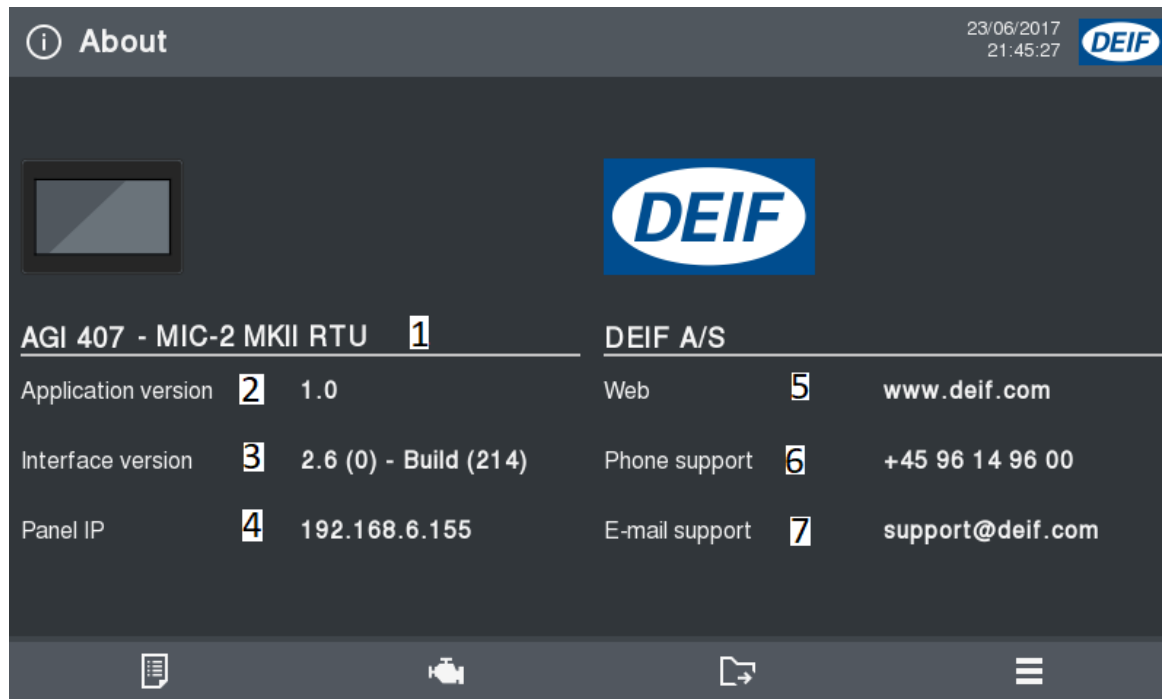 About
23/06/2017
21:45:27
DEIF
DEIF
AGI 407 - MIC-2 MKII RTU 1
Application version 2 1.0
Interface version 3 2.6 (0) - Build (214)
Panel IP 4 192.168.6.155
DEIF A/S
Web 5 www.deif.com
Phone support 6 +45 96 14 96 00
E-mail support 7 support@deif.com